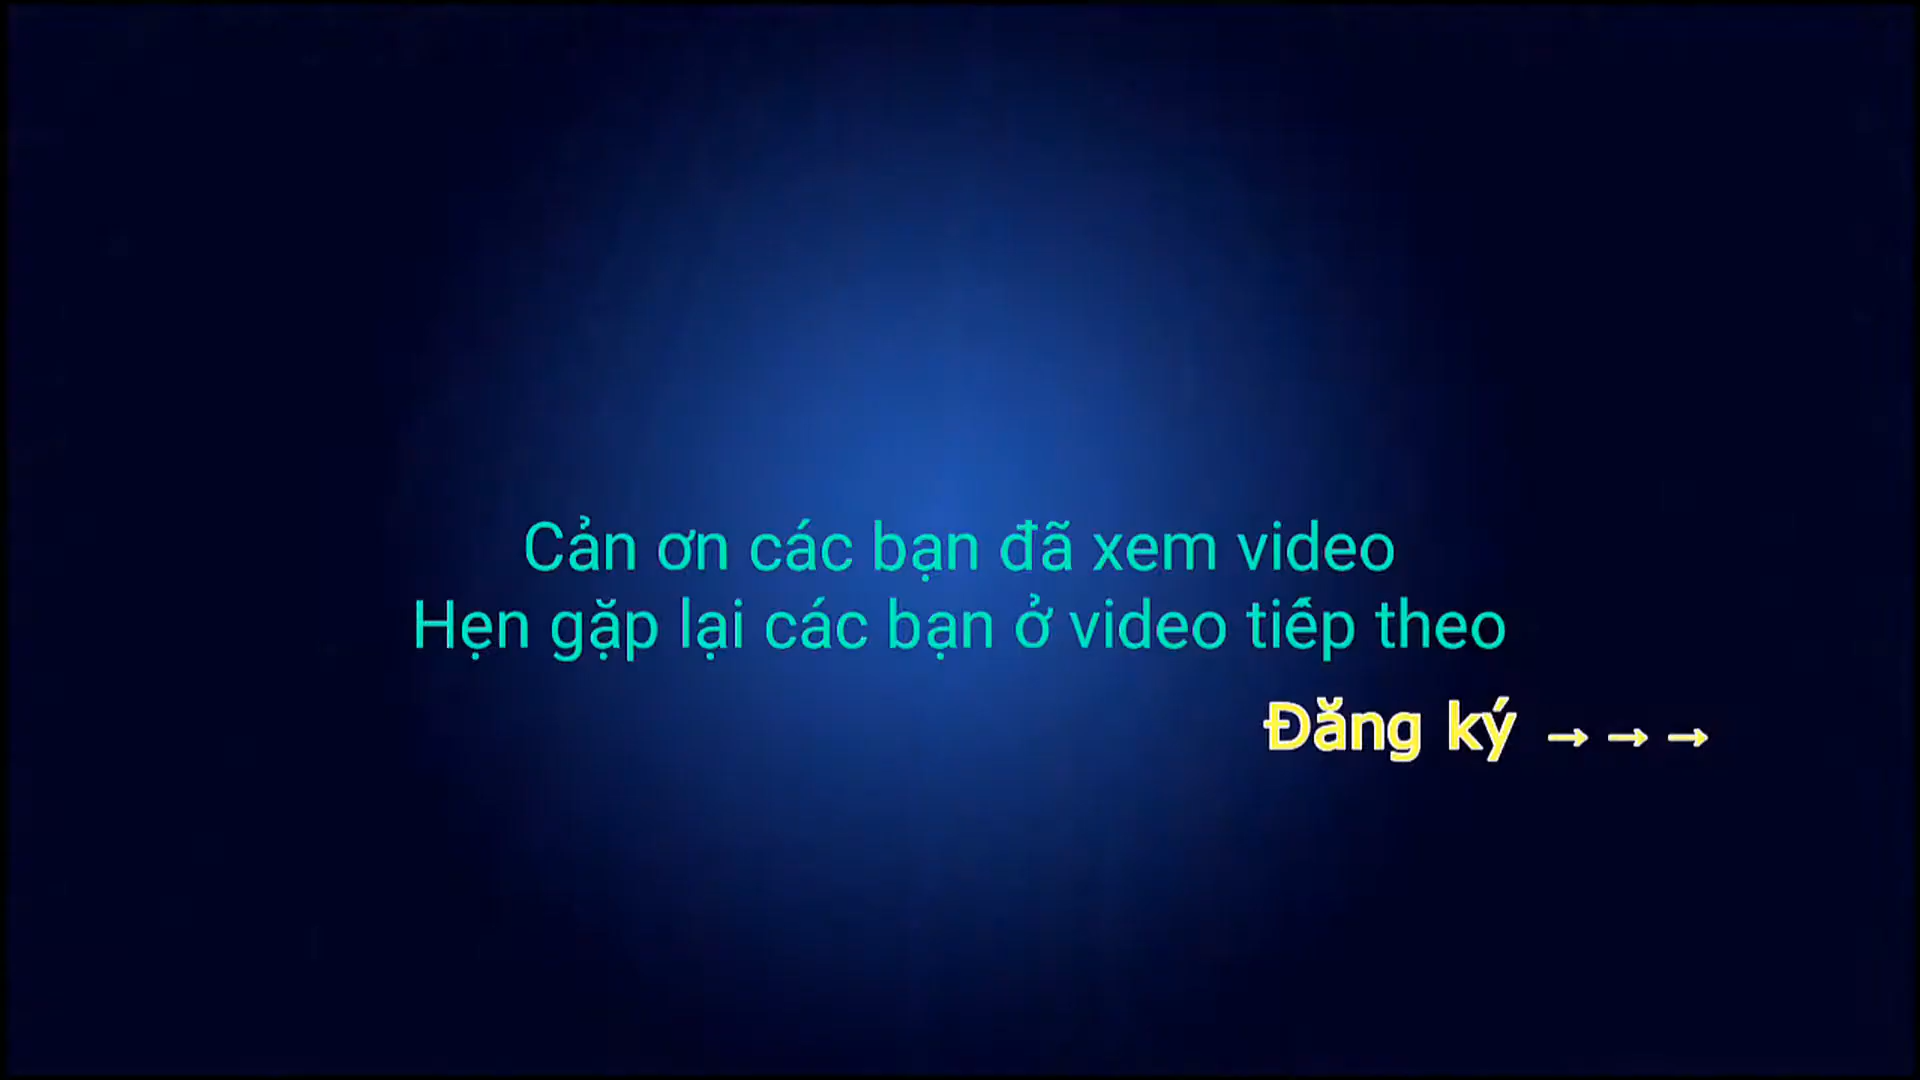 Cản ơn các bạn đã xem video
Hẹn gặp lại các bạn ở video tiếp theo
Đăng ký →→→